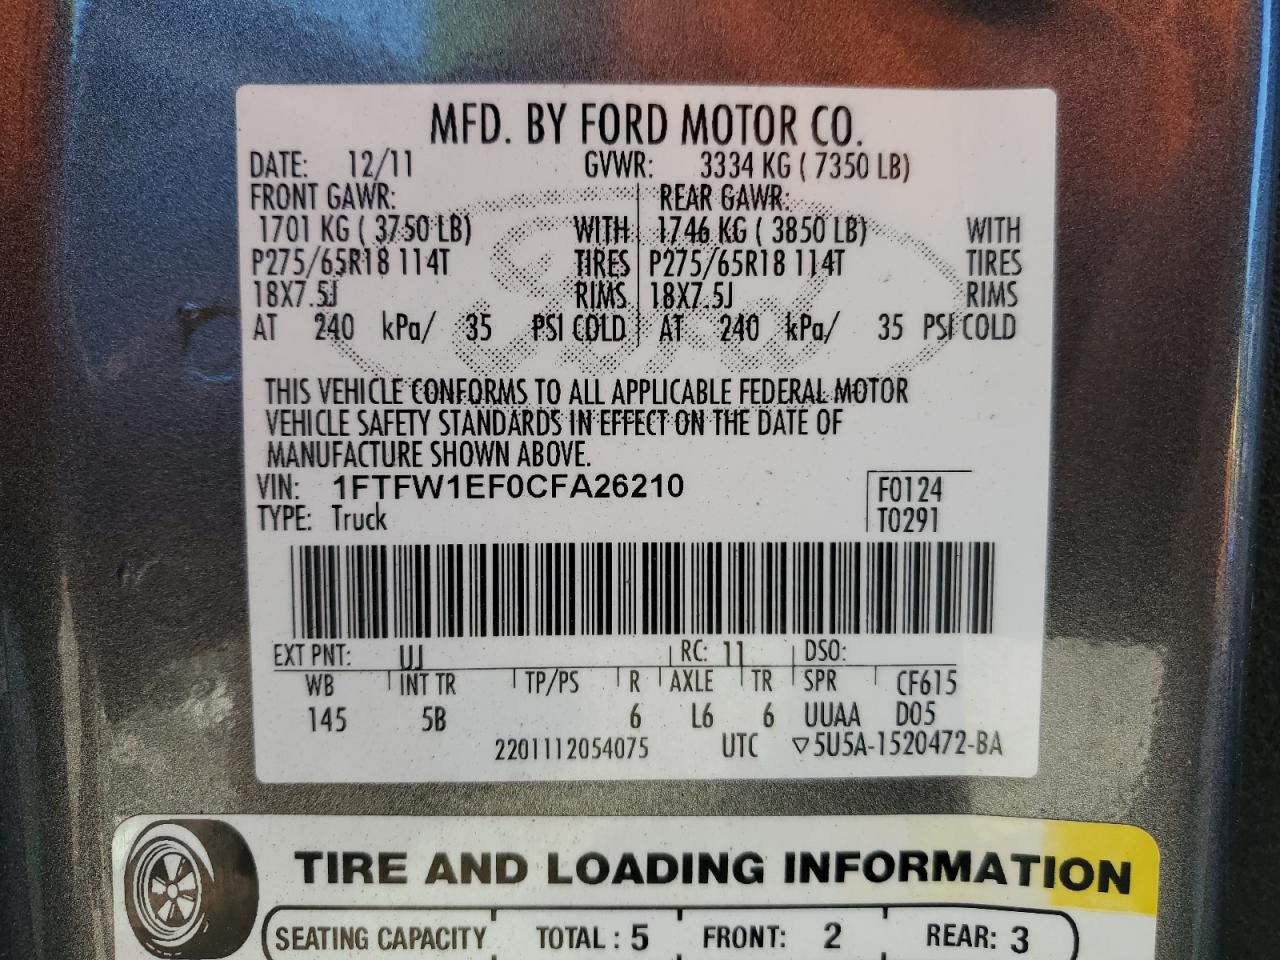 MFD. BY FORD MOTOR CO.
DATE: 12/11 GVWR: 3334 KG ( 7350 LB)
FRONT GAWR: REAR GAWR:
1701 KG ( 3750 LB) WITH 1746 KG ( 3850 LB) WITH
P275/65R18 114T TIRES P275/65R18 114T TIRES
18X7.5J RIMS 18X7.5J RIMS
AT 240 kPa/ 35 PSI COLD AT 240 kPa/ 35 PSI COLD
Ford
THIS VEHICLE CONFORMS TO ALL APPLICABLE FEDERAL MOTOR
VEHICLE SAFETY STANDARDS IN EFFECT ON THE DATE OF
MANUFACTURE SHOWN ABOVE.
VIN: 1FTFW1EF0CFA26210 F0124
TYPE: Truck T0291
EXT PNT: UJ RC: 11 DSO:
WB INT TR TP/PS R AXLE TR SPR CF615
145 5B 6 L6 6 UUAA D05
2201112054075 UTC ▽5U5A-1520472-BA
TIRE AND LOADING INFORMATION
SEATING CAPACITY TOTAL : 5 FRONT: 2 REAR: 3